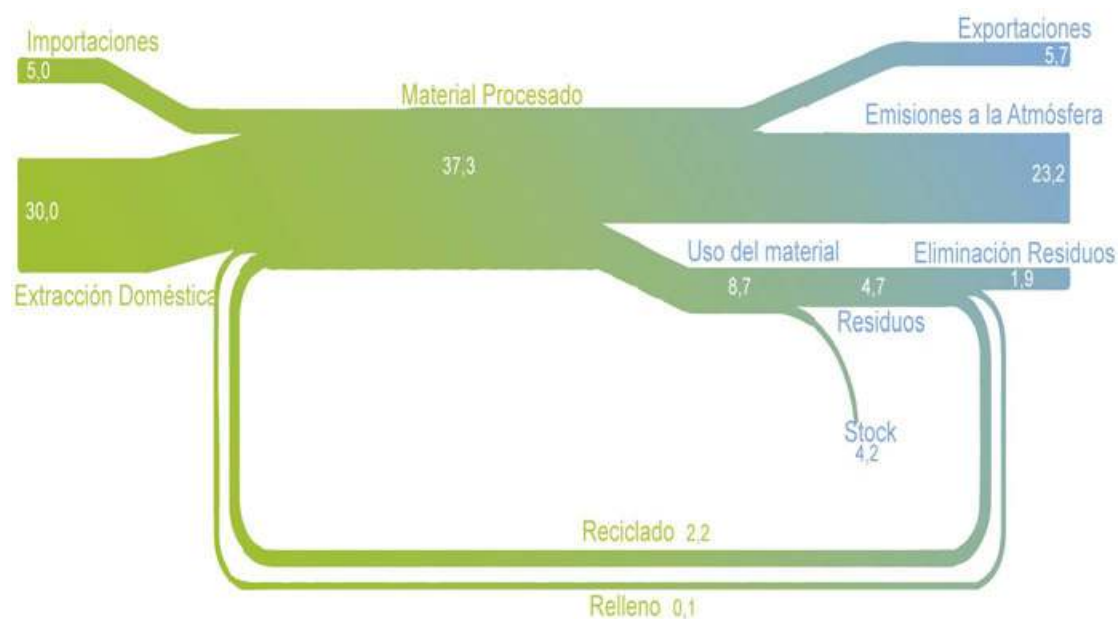 Importaciones
5,0
Exportaciones
5,7
Material Procesado
37,3
Emisiones a la Atmósfera
23,2
30,0
Extracción Doméstica
Uso del material
8,7
4,7
Residuos
Eliminación Residuos
1,9
Stock
4,2
Reciclado 2,2
Relleno 0,1